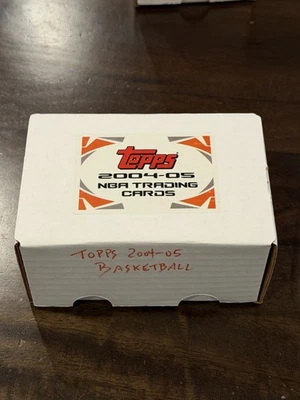 Topps
2004-05
NBA TRADING
CARDS
TOPPS 2004-05
BASKETBALL